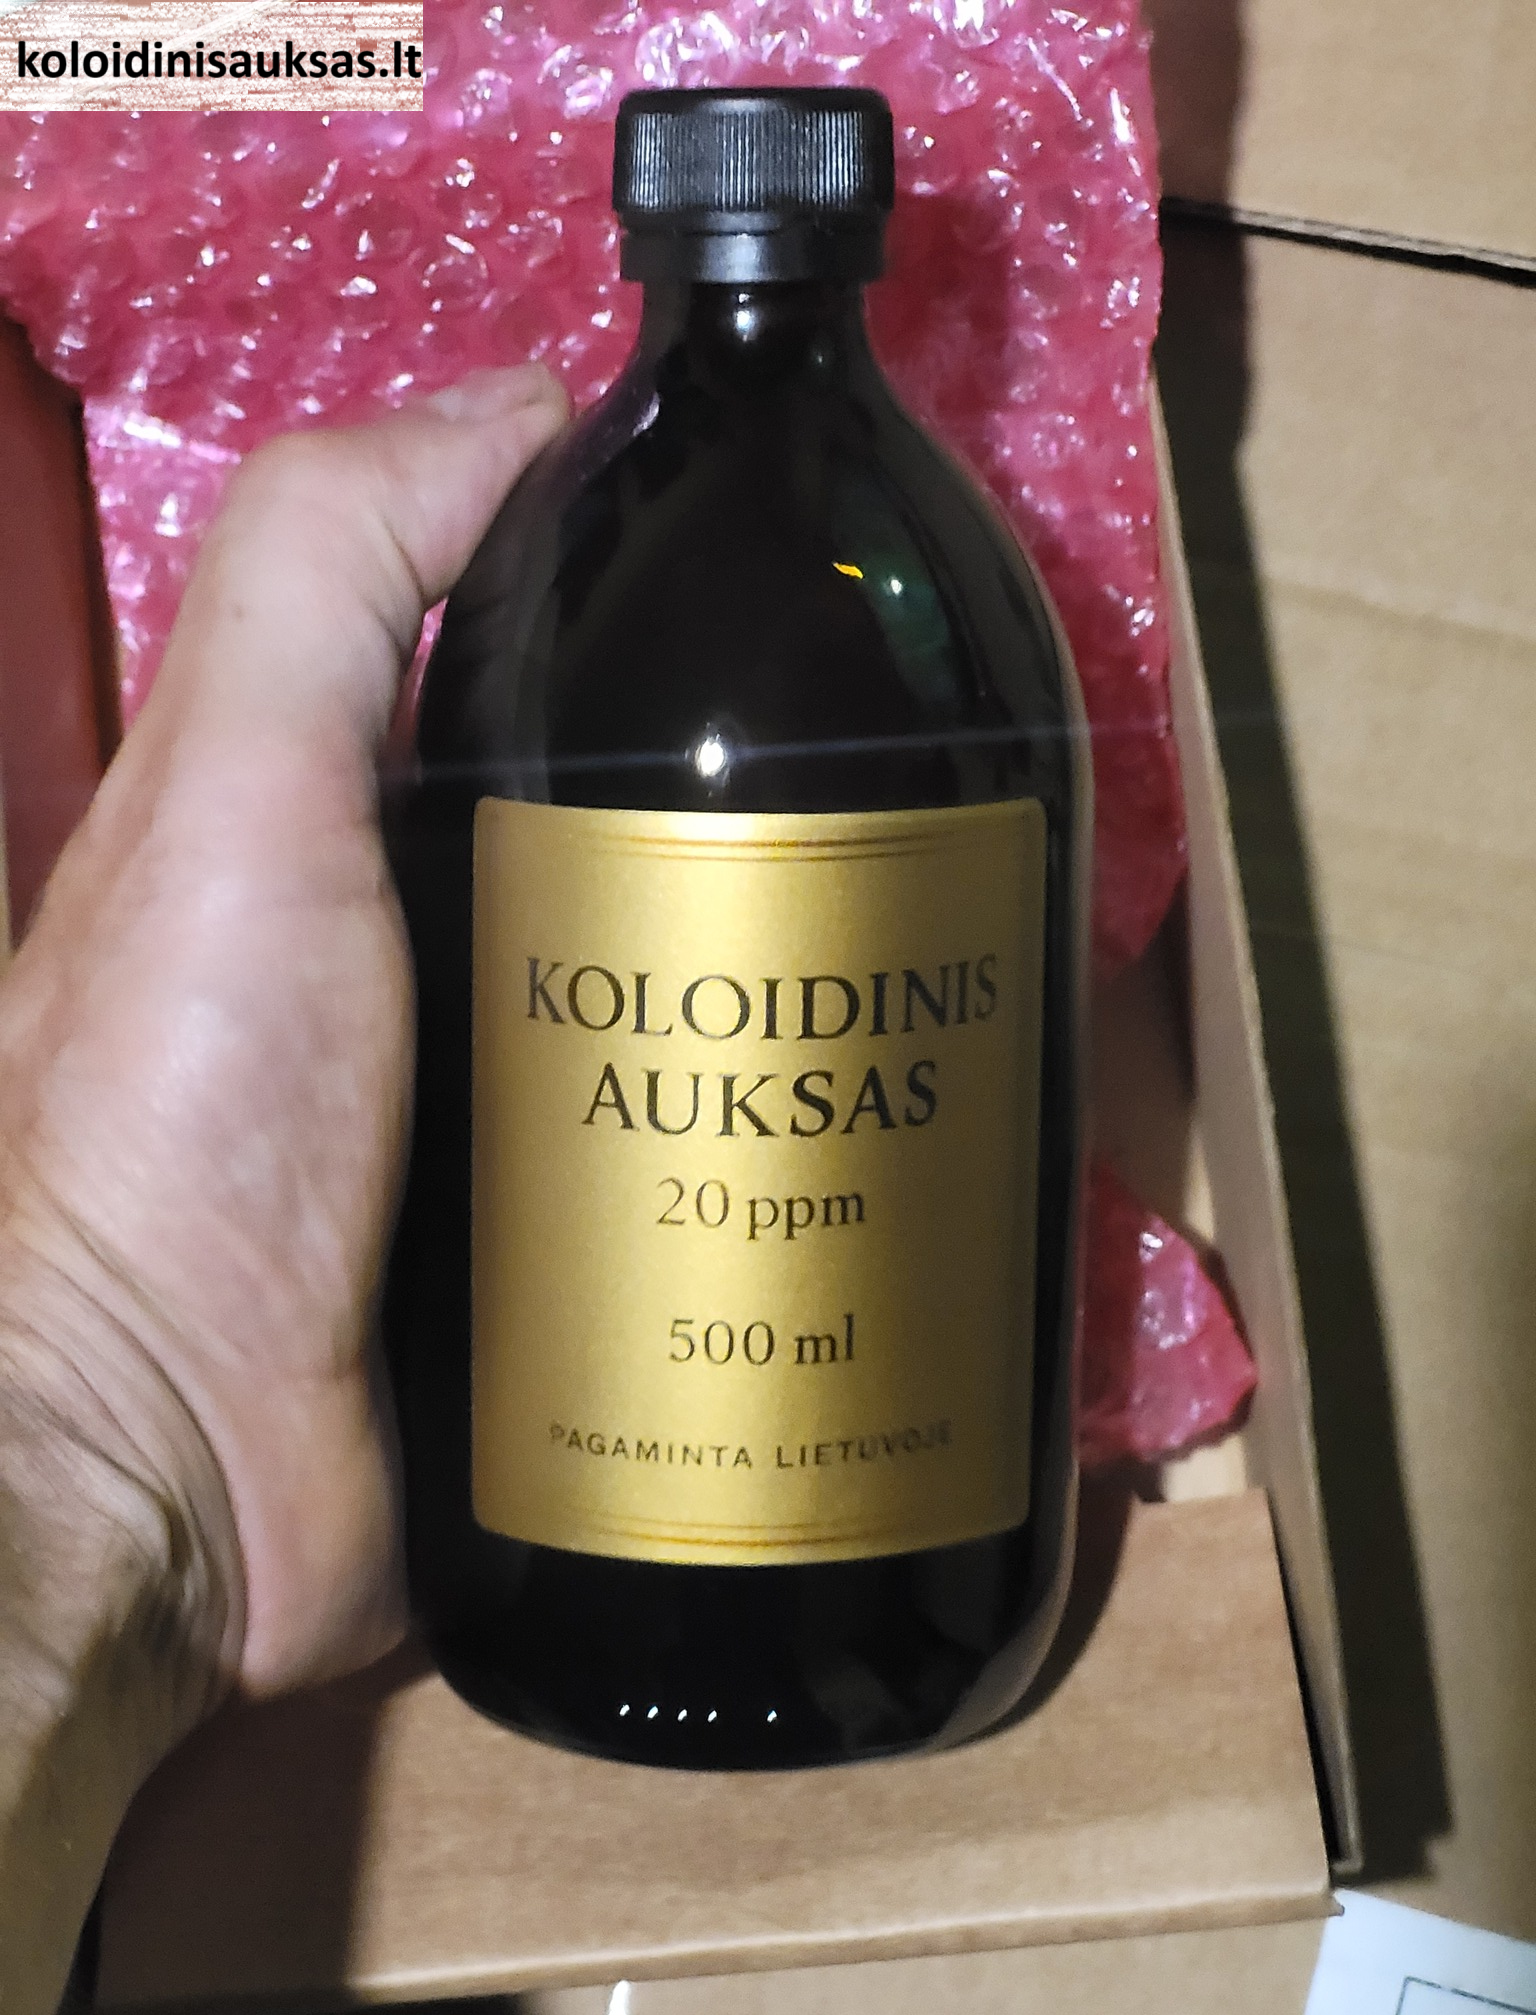 koloidinisauksas.lt
KOLOIDINIS
AUKSAS
20 ppm
500 ml
PAGAMINTA LIETUVOJE